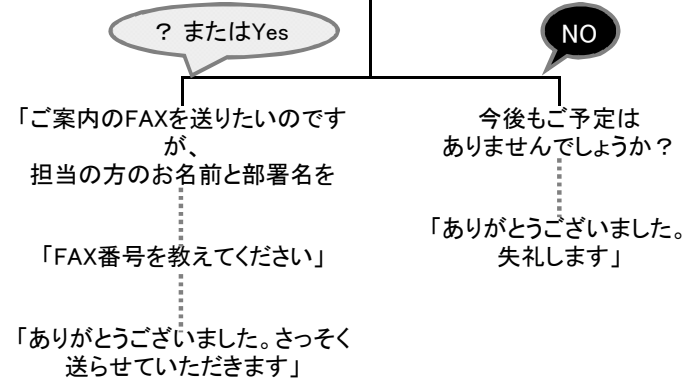 ？ またはYes
NO
「ご案内のFAXを送りたいのです
が、
担当の方のお名前と部署名を
「FAX番号を教えてください」
「ありがとうございました。さっそく
送らせていただきます」
今後もご予定は
ありませんでしょうか？
「ありがとうございました。
失礼します」